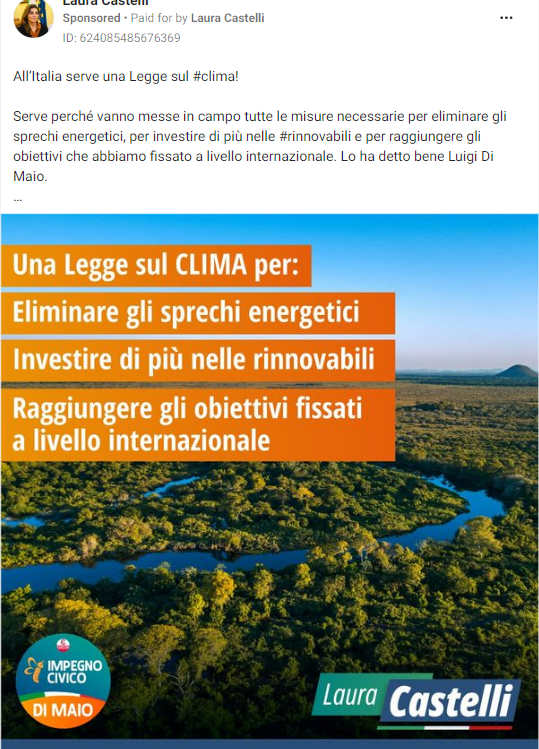 Laura Castelli
Sponsored • Paid for by Laura Castelli
ID: 624085485676369
All'Italia serve una Legge sul #clima!
Serve perché vanno messe in campo tutte le misure necessarie per eliminare gli
sprechi energetici, per investire di più nelle #rinnovabili e per raggiungere gli
obiettivi che abbiamo fissato a livello internazionale. Lo ha detto bene Luigi Di
Maio.
...
Una Legge sul CLIMA per:
Eliminare gli sprechi energetici
Investire di più nelle rinnovabili
Raggiungere gli obiettivi fissati
a livello internazionale
IMPEGNO
CIVICO
DI MAIO
Laura Castelli